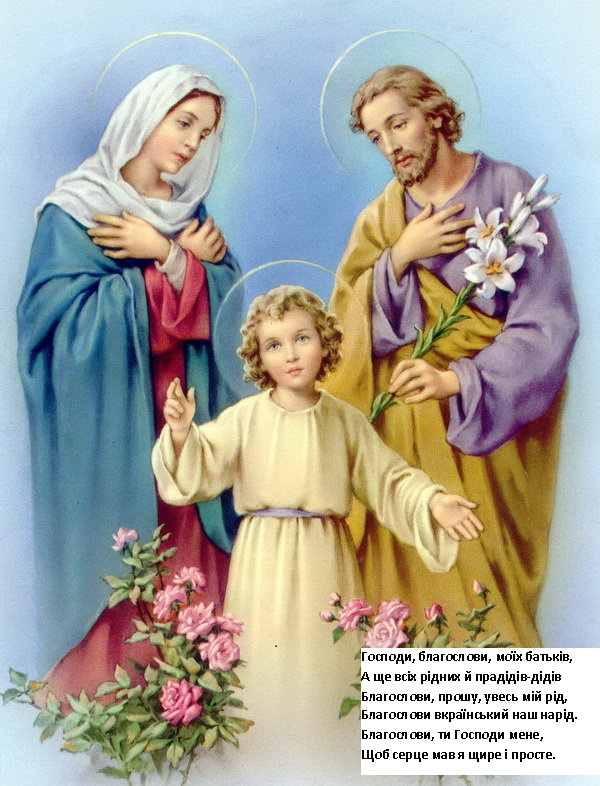 Господи, благослови, моїх батьків,
А ще всіх рідних й прадідів-дідів
Благослови, прошу, увесь мій рід,
Благослови вкраїнський наш нарід.
Благослови, ти Господи мене,
Щоб серце мав я щире і просте.